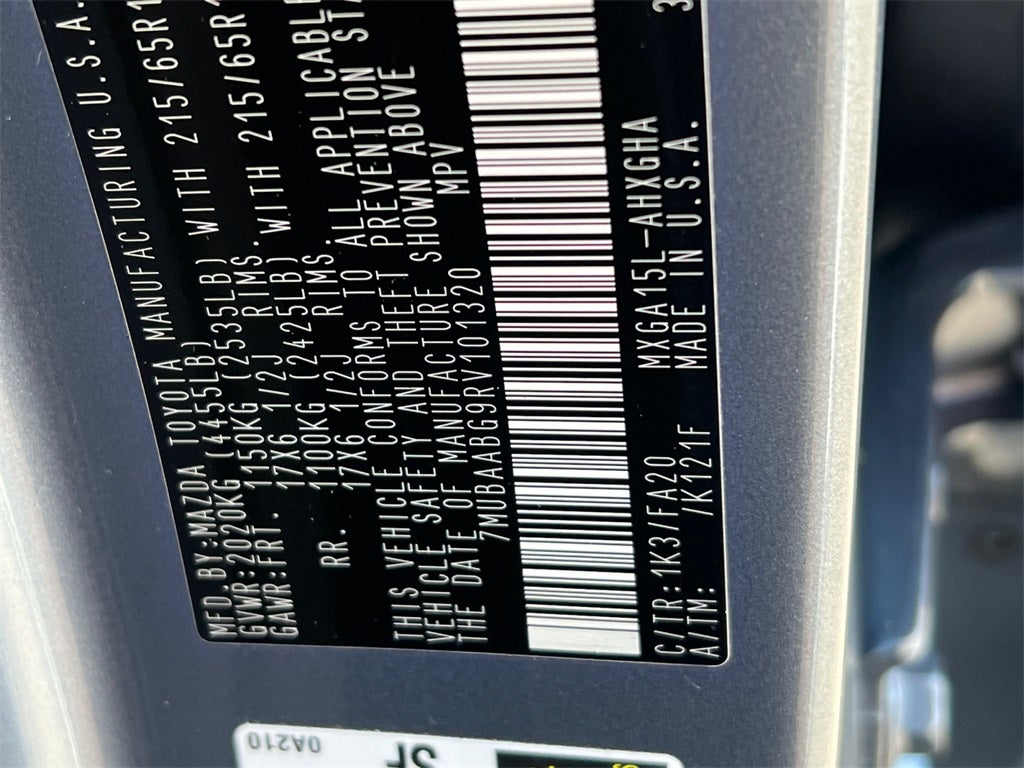 MFD BY:MAZDA TOYOTA MANUFACTURING U.S.A.
GVWR:2020KG (4455LB)
GAWR:FRT. 1150KG (2535LB) WITH 215/65R1
17X6 1/2J RIMS.
RR. 1100KG (2425LB) WITH 215/65R1
17X6 1/2J RIMS.
THIS VEHICLE CONFORMS TO ALL APPLICABLE
VEHICLE SAFETY AND THEFT PREVENTION STA
THE DATE OF MANUFACTURE SHOWN ABOVE
7MUBAABG9RV101320 MPV
C/TR:1K3/FA20 MXGA15L-AHXGHA
A/TM: /K121F MADE IN U.S.A. 3
0A210
SF